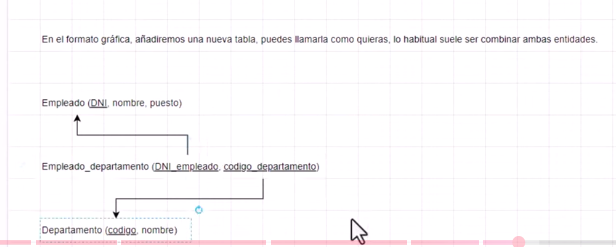 En el formato gráfica, añadiremos una nueva tabla, puedes llamarla como quieras, lo habitual suele ser combinar ambas entidades.
Empleado (DNI, nombre, puesto)
Empleado_departamento (DNI_empleado, codigo_departamento)
Departamento (codigo, nombre)